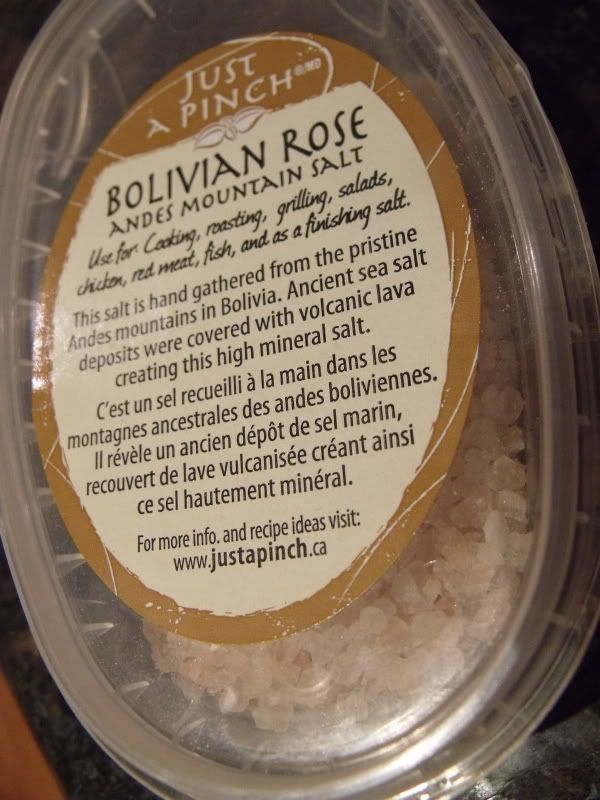 JUST
A PINCH®/MD
BOLIVIAN ROSE
ANDES MOUNTAIN SALT
Use for: Cooking, roasting, grilling, salads,
chicken, red meat, fish, and as a finishing salt.
This salt is hand gathered from the pristine
Andes mountains in Bolivia. Ancient sea salt
deposits were covered with volcanic lava
creating this high mineral salt.
C'est un sel recueilli à la main dans les
montagnes ancestrales des andes boliviennes.
Il révèle un ancien dépôt de sel marin,
recouvert de lave vulcanisée créant ainsi
ce sel hautement minéral.
For more info. and recipe ideas visit:
www.justapinch.ca